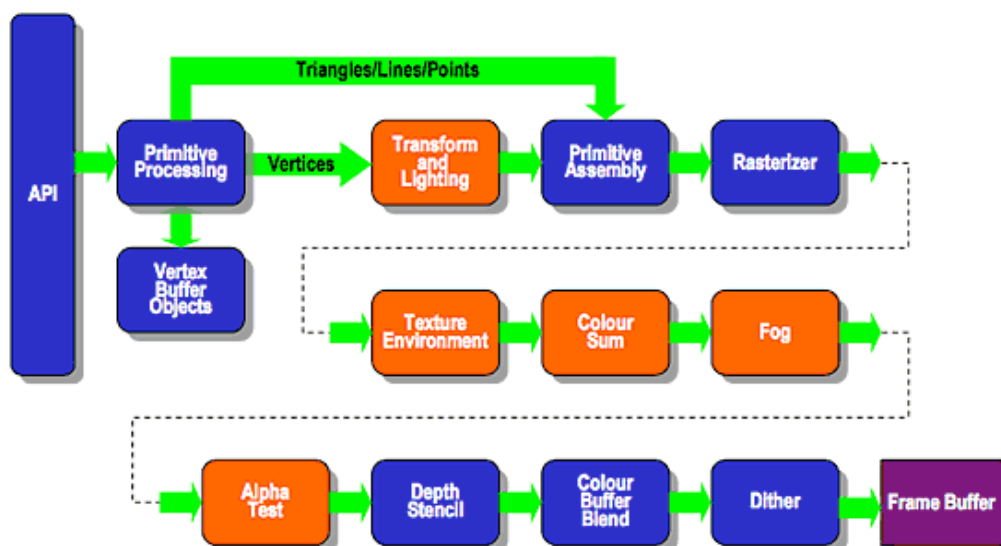 Triangles/Lines/Points
API
Primitive
Processing
Vertices
Transform
and
Lighting
Primitive
Assembly
Rasterizer
Vertex
Buffer
Objects
Texture
Environment
Colour
Sum
Fog
Alpha
Test
Depth
Stencil
Colour
Buffer
Blend
Dither
Frame Buffer